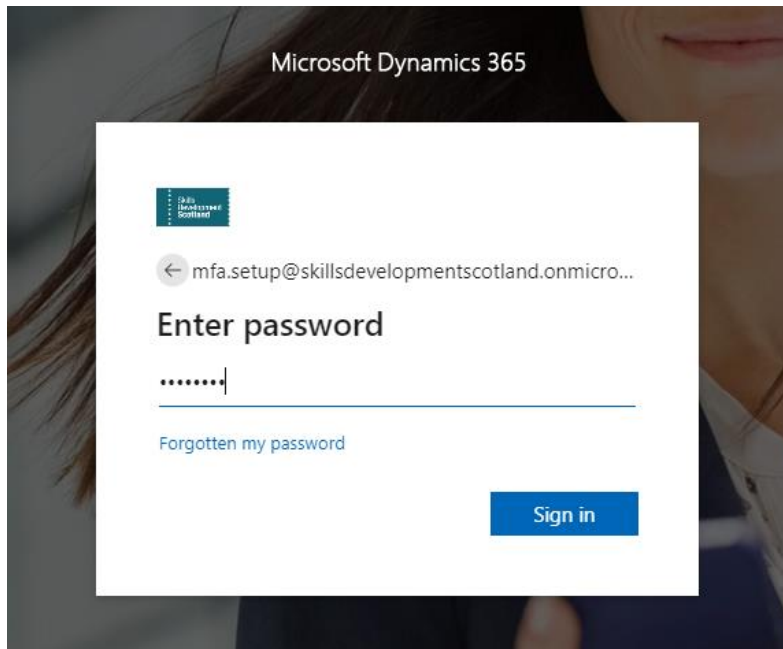 Microsoft Dynamics 365
Skills
Development
Scotland
mfa.setup@skillsdevelopmentscotland.onmicro...
Enter password
••••••••
Forgotten my password
Sign in